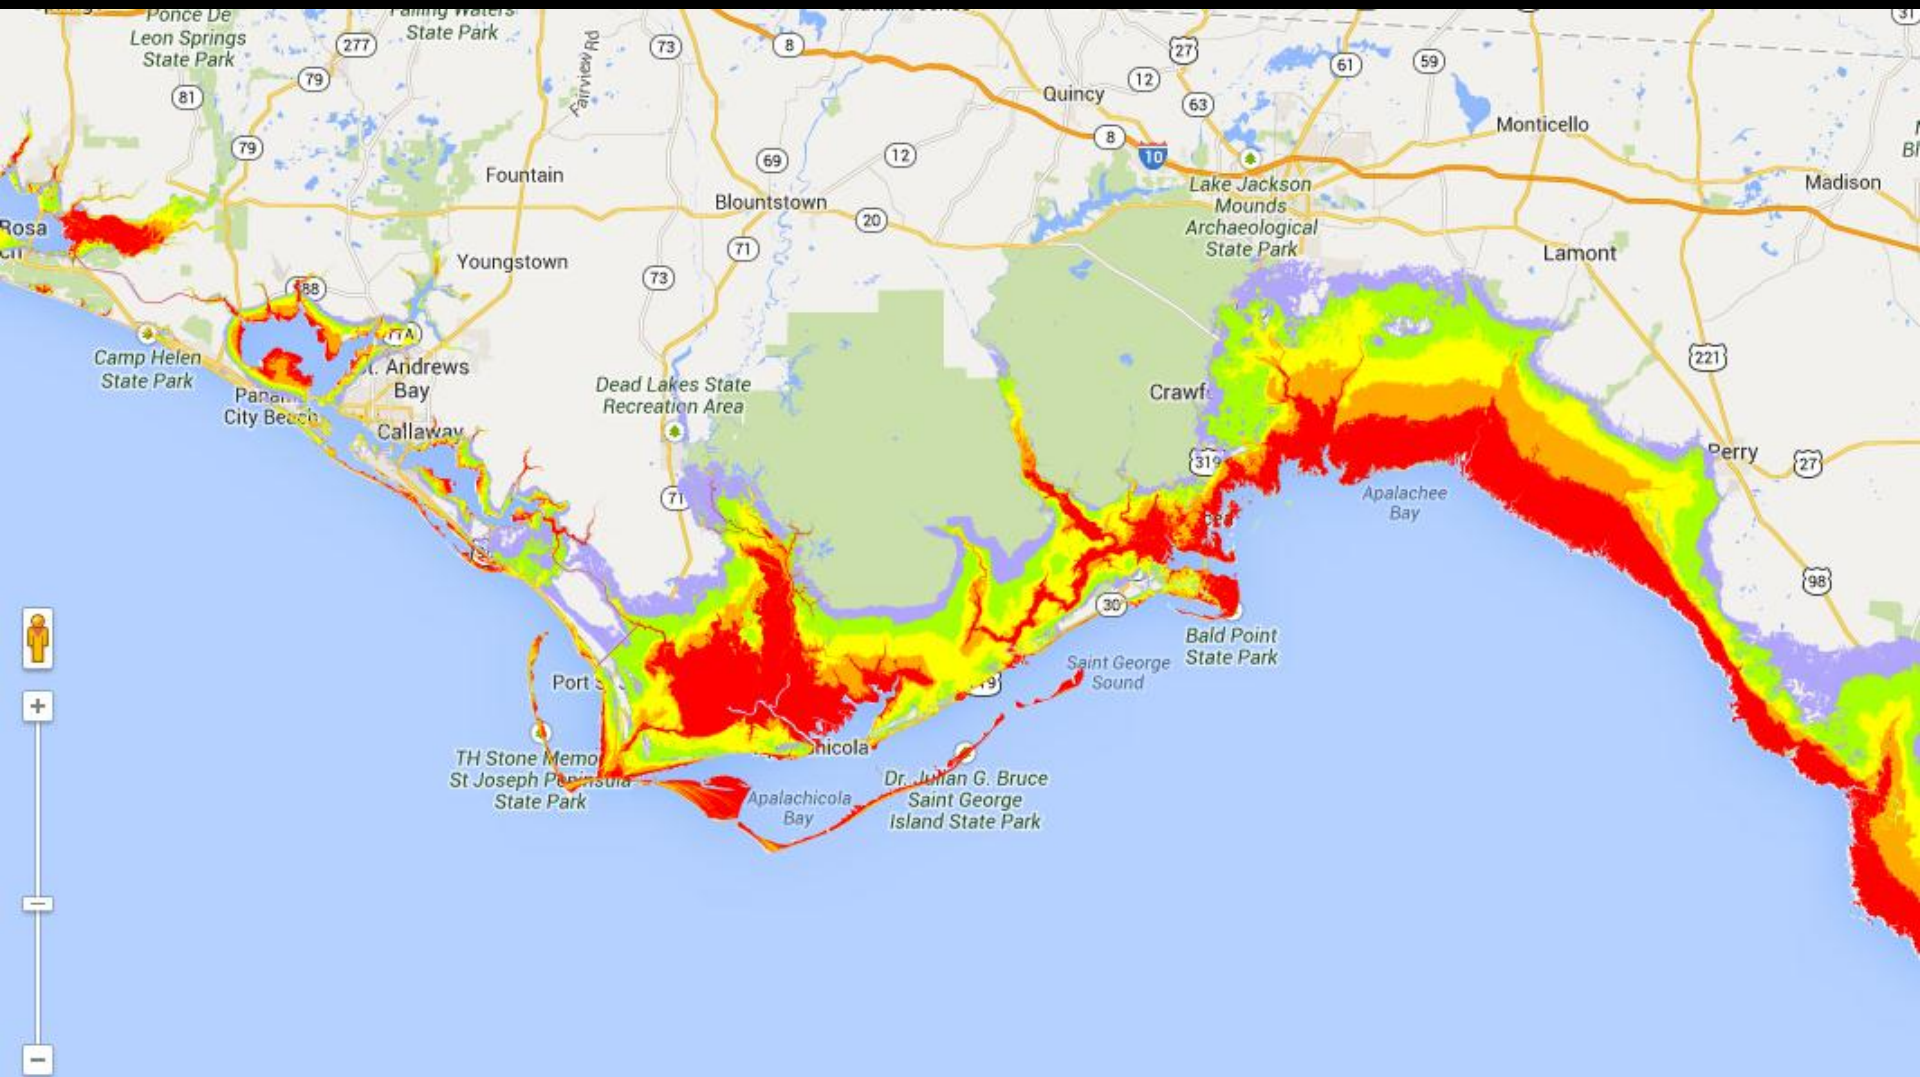 Ponce De
Leon Springs
State Park
Falling Waters
State Park
277
79
81
79
Fairview Rd
73
8
27
12
61
59
31
63
Quincy
8
10
Monticello
69
12
Fountain
Blountstown
20
Lake Jackson
Mounds
Archaeological
State Park
Madison
Rosa
Youngstown
71
73
Lamont
88
Camp Helen
State Park
St. Andrews
Bay
Panama
City Beach
Callaway
Dead Lakes State
Recreation Area
71
Crawf
319
221
Perry
27
98
Apalachee
Bay
30
Bald Point
State Park
Saint George
Sound
Port S
TH Stone Memo
St Joseph Peninsula
State Park
hicola
Apalachicola
Bay
Dr. Julian G. Bruce
Saint George
Island State Park
+
−